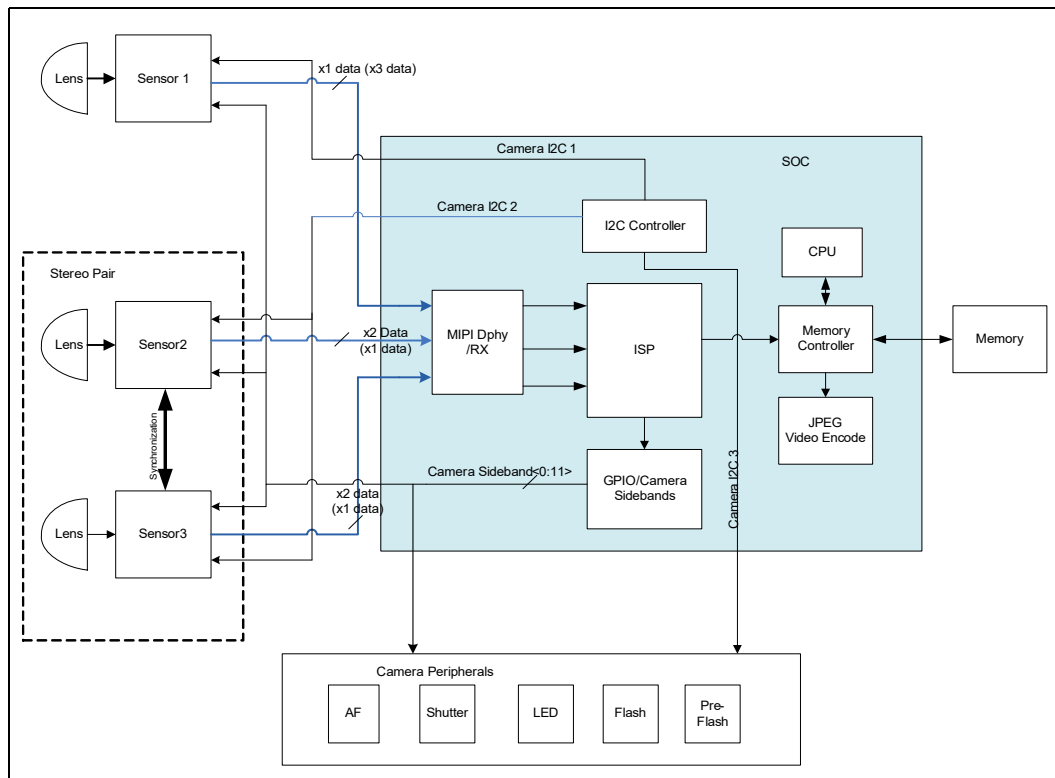 Lens
Sensor 1
x1 data (x3 data)
SOC
Camera I2C 1
Camera I2C 2
I2C Controller
CPU
Stereo Pair
Lens
Sensor2
x2 Data
(x1 data)
MIPI Dphy
/RX
ISP
Memory
Controller
Memory
Synchronization
JPEG
Video Encode
Camera I2C 3
Camera Sideband<0:11>
GPIO/Camera
Sidebands
x2 data
(x1 data)
Lens
Sensor3
Camera Peripherals
AF
Shutter
LED
Flash
Pre-
Flash